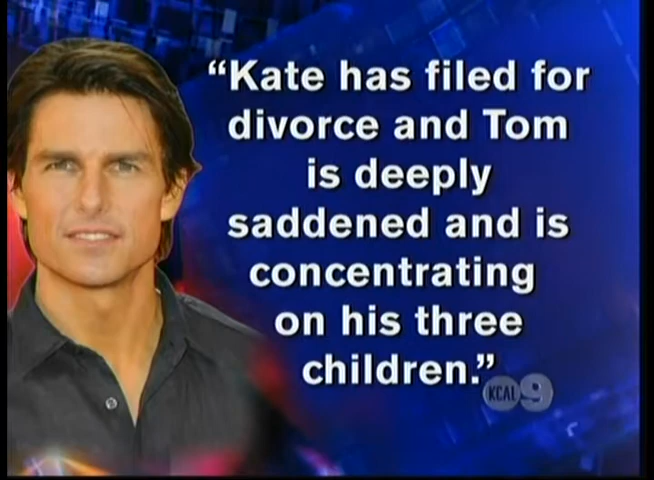 “Kate has filed for
divorce and Tom
is deeply
saddened and is
concentrating
on his three
children.”
KCAL 9